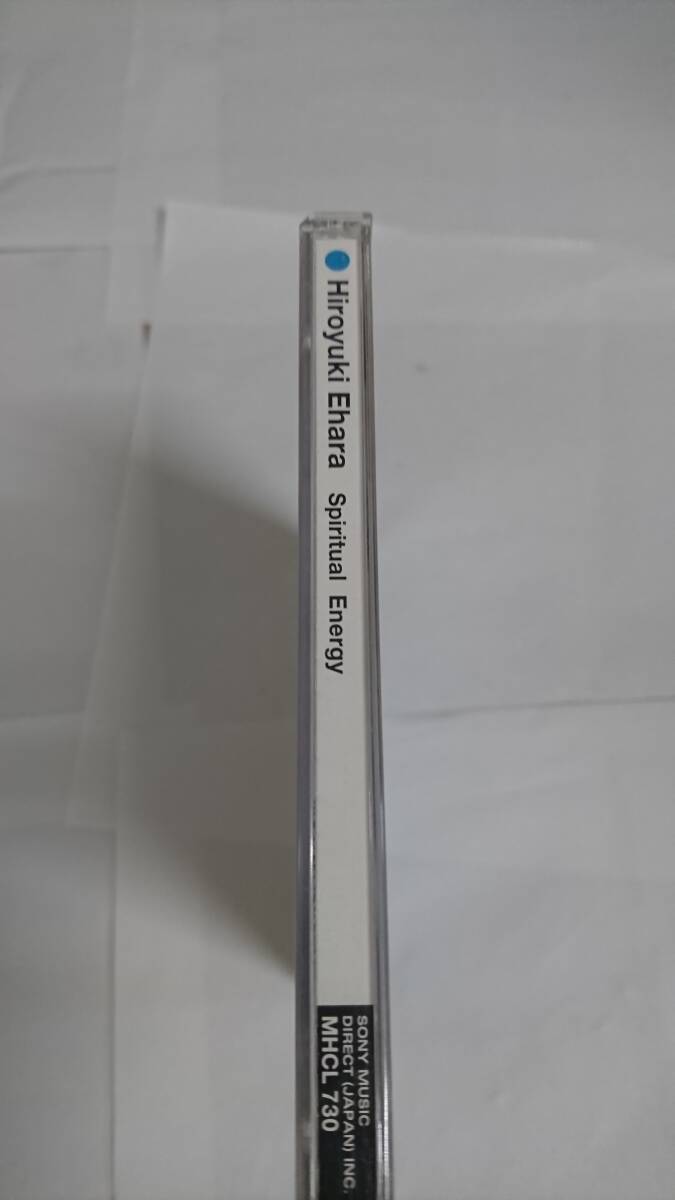 Hiroyuki Ehara Spiritual Energy
SONY MUSIC
DIRECT (JAPAN) INC.
MHCL 730